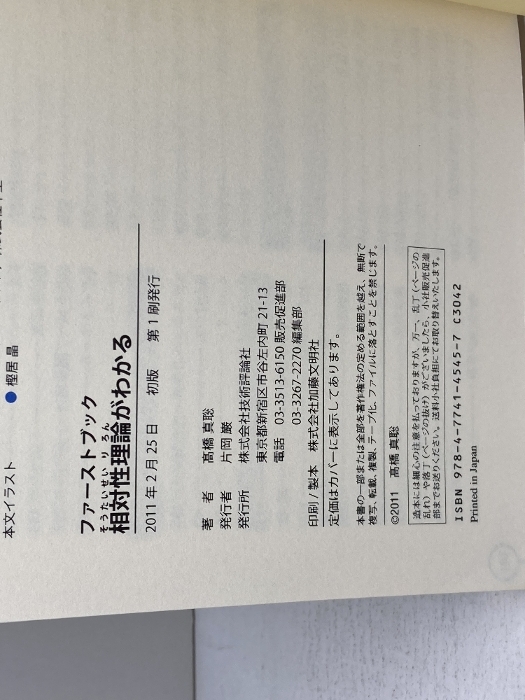 本文イラスト ● 樫居 晶
ファーストブック
そうたいせいりろん
相対性理論がわかる
2011年2月25日 初版 第1刷発行
著 者 高橋 真聡
発行者 片岡 巌
発行所 株式会社技術評論社
東京都新宿区市谷左内町 21-13
電話 03-3513-6150 販売促進部
03-3267-2270 編集部
印刷/製本 株式会社加藤文明社
定価はカバーに表示してあります。
本書の一部または全部を著作権法の定める範囲を越え、無断で
複写、転載、複製、テープ化、ファイルに落とすことを禁じます。
©2011 高橋 真聡
造本には細心の注意を払っておりますが、万一、乱丁(ページの
乱れ)や落丁(ページの抜け)がございましたら、小社販売促進
部までお送りください。送料小社負担にてお取り替えいたします。
ISBN 978-4-7741-4545-7 C3042
Printed in Japan